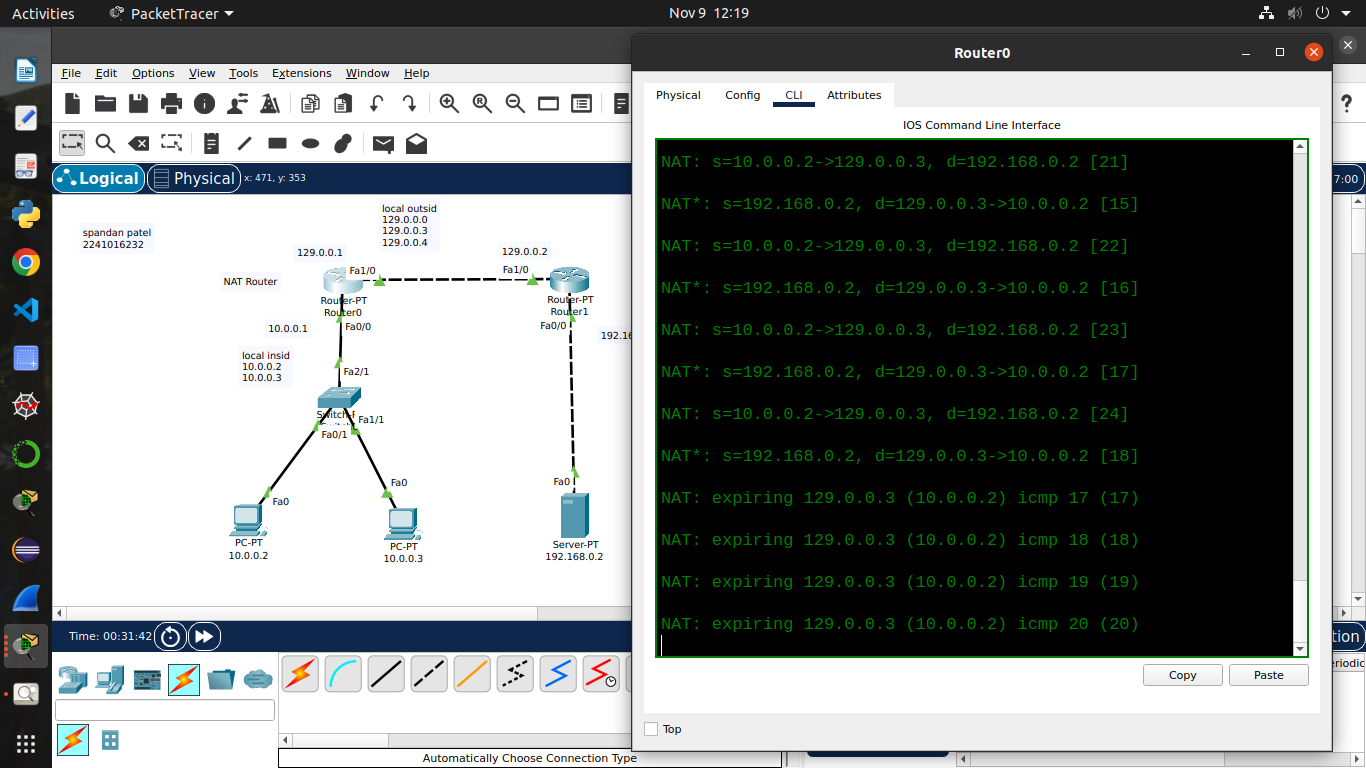 Activities
PacketTracer
Nov 9 12:19
Router0
File Edit Options View Tools Extensions Window Help
Physical Config CLI Attributes
IOS Command Line Interface
Logical
Physical
x: 471, y: 353
7:00
spandan patel
2241016232
local outsid
129.0.0.0
129.0.0.3
129.0.0.4
129.0.0.1
129.0.0.2
Fa1/0
Fa1/0
NAT Router
Router-PT
Router0
Router-PT
Router1
10.0.0.1
Fa0/0
Fa0/0
192.16
local insid
10.0.0.2
10.0.0.3
Fa2/1
Fa1/1
Fa0/1
Fa0
Fa0
Fa0
PC-PT
10.0.0.2
PC-PT
10.0.0.3
Server-PT
192.168.0.2
NAT: s=10.0.0.2->129.0.0.3, d=192.168.0.2 [21]
NAT*: s=192.168.0.2, d=129.0.0.3->10.0.0.2 [15]
NAT: s=10.0.0.2->129.0.0.3, d=192.168.0.2 [22]
NAT*: s=192.168.0.2, d=129.0.0.3->10.0.0.2 [16]
NAT: s=10.0.0.2->129.0.0.3, d=192.168.0.2 [23]
NAT*: s=192.168.0.2, d=129.0.0.3->10.0.0.2 [17]
NAT: s=10.0.0.2->129.0.0.3, d=192.168.0.2 [24]
NAT*: s=192.168.0.2, d=129.0.0.3->10.0.0.2 [18]
NAT: expiring 129.0.0.3 (10.0.0.2) icmp 17 (17)
NAT: expiring 129.0.0.3 (10.0.0.2) icmp 18 (18)
NAT: expiring 129.0.0.3 (10.0.0.2) icmp 19 (19)
NAT: expiring 129.0.0.3 (10.0.0.2) icmp 20 (20)
Copy
Paste
Top
Time: 00:31:42
tion
eriodic
Automatically Choose Connection Type